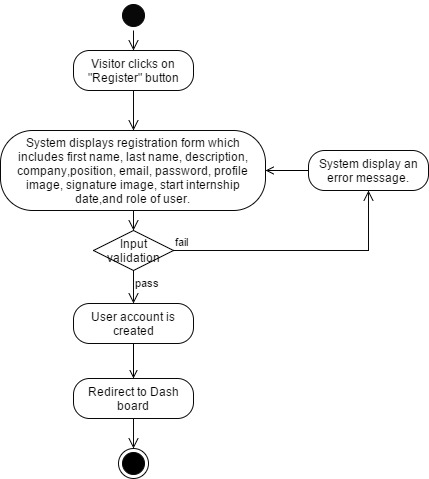 Visitor clicks on
"Register" button
System displays registration form which
includes first name, last name, description,
company,position, email, password, profile
image, signature image, start internship
date,and role of user.
System display an
error message.
Input
validation
fail
pass
User account is
created
Redirect to Dash
board